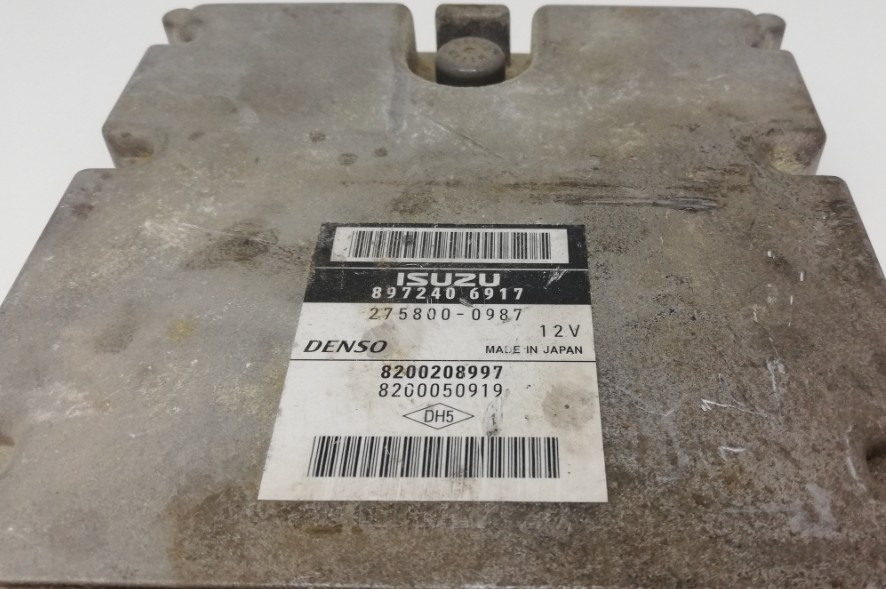 ISUZU
897240 6917
275800-0987
12V
DENSO MADE IN JAPAN
8200208997
8200050919
DH5